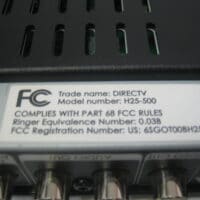 FCC
Trade name: DIRECTV
Model number: H25-500
COMPLIES WITH PART 68 FCC RULES
Ringer Equivalence Number: 0.03B
FCC Registration Number: US: 6SGOT00BH25